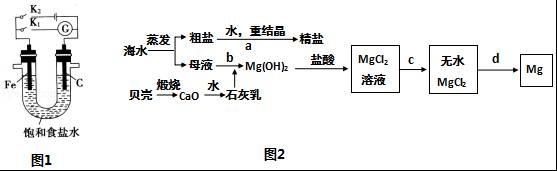 K₂
K₁
G
Fe
C
饱和食盐水
图1
海水
蒸发
粗盐
水，重结晶
a
精盐
母液
b
Mg(OH)₂
盐酸
MgCl₂
溶液
c
无水
MgCl₂
d
Mg
贝壳
煅烧
CaO
水
石灰乳
图2